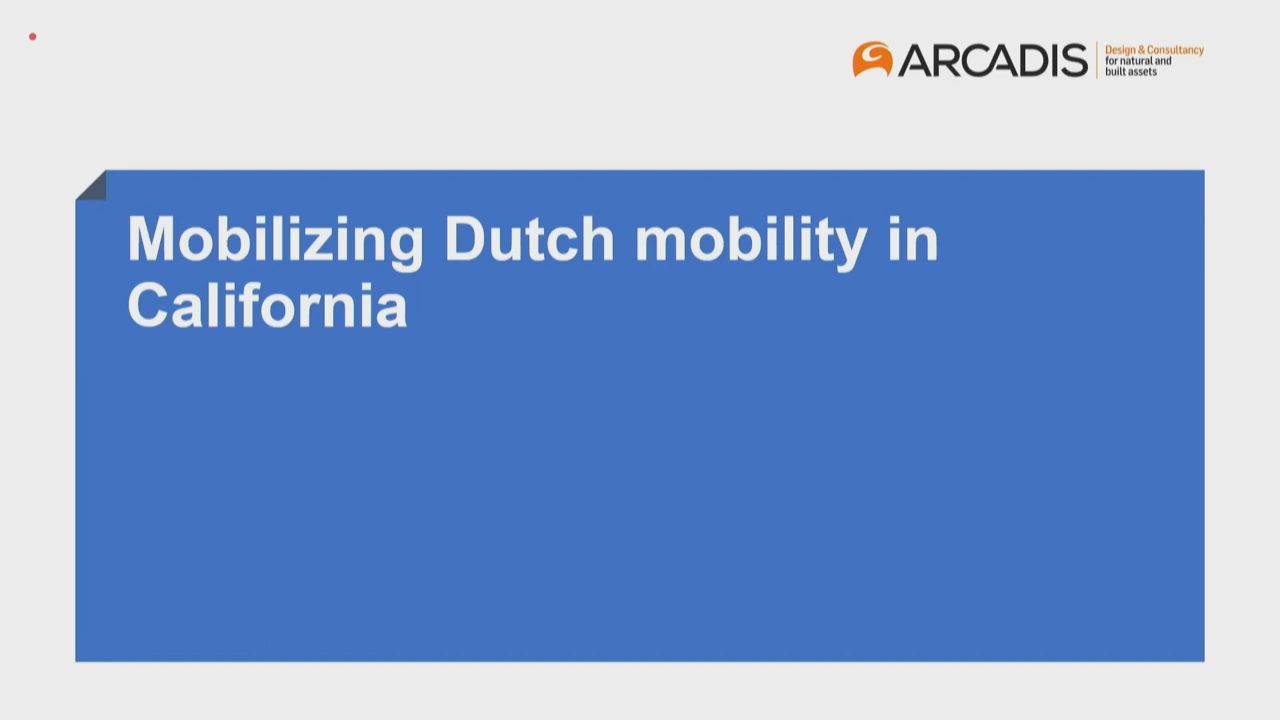 ARCADIS
Design & Consultancy
for natural and
built assets
Mobilizing Dutch mobility in
California